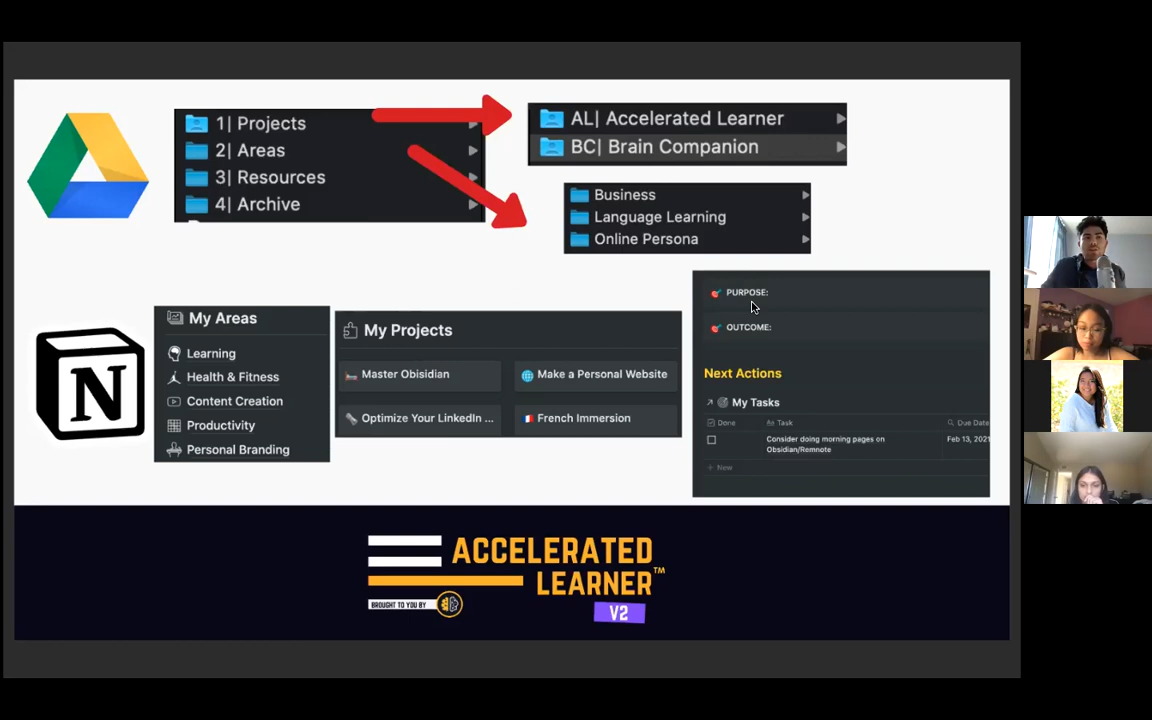 1| Projects
2| Areas
3| Resources
4| Archive
AL| Accelerated Learner
BC| Brain Companion
Business
Language Learning
Online Persona
N
My Areas
Learning
Health & Fitness
Content Creation
Productivity
Personal Branding
My Projects
Master Obisidian
Make a Personal Website
Optimize Your LinkedIn ...
French Immersion
PURPOSE:
OUTCOME:
Next Actions
My Tasks
Done Aa Task Due Date
Consider doing morning pages on Feb 13, 2021
Obsidian/Remnote
+ New
ACCELERATED
LEARNER™
BROUGHT TO YOU BY
V2